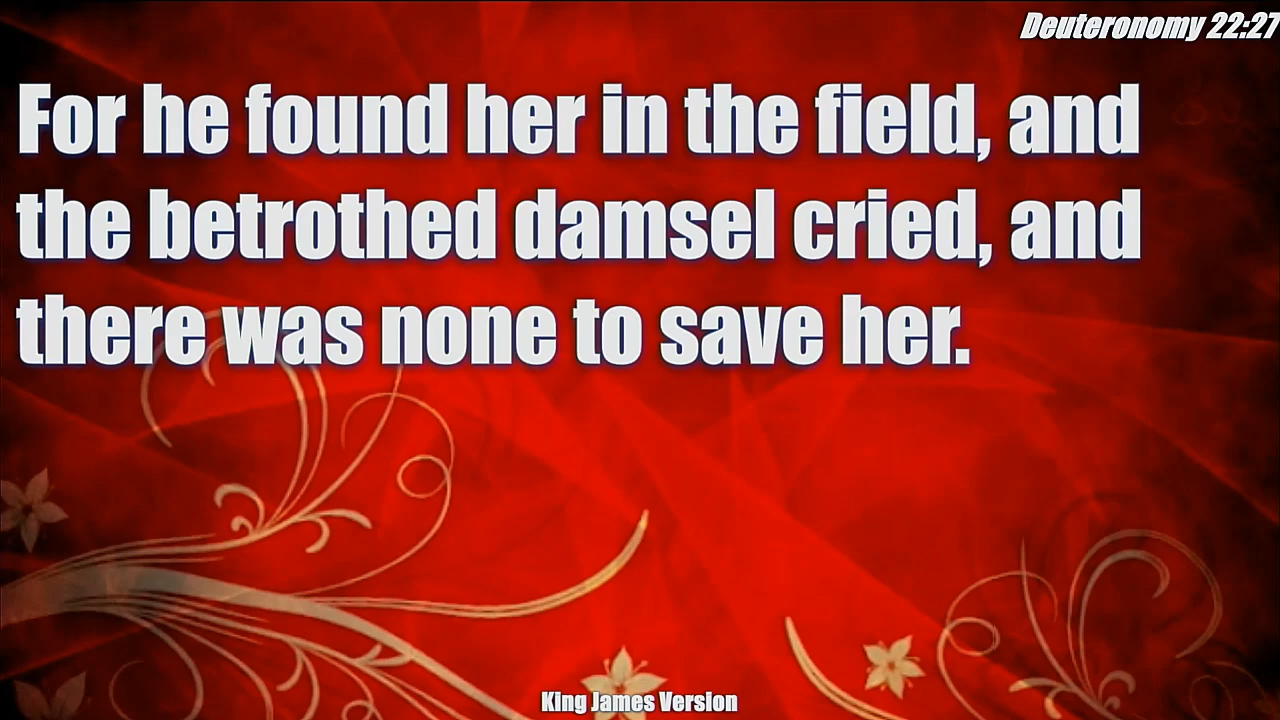 Deuteronomy 22:27
For he found her in the field, and
the betrothed damsel cried, and
there was none to save her.
King James Version